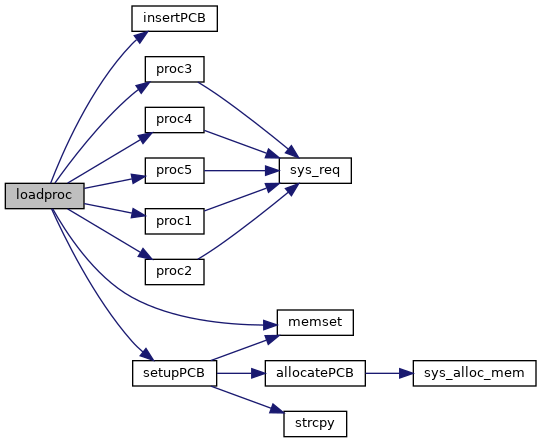 insertPCB
proc3
proc4
proc5
sys_req
loadproc
proc1
proc2
memset
setupPCB
allocatePCB
sys_alloc_mem
strcpy